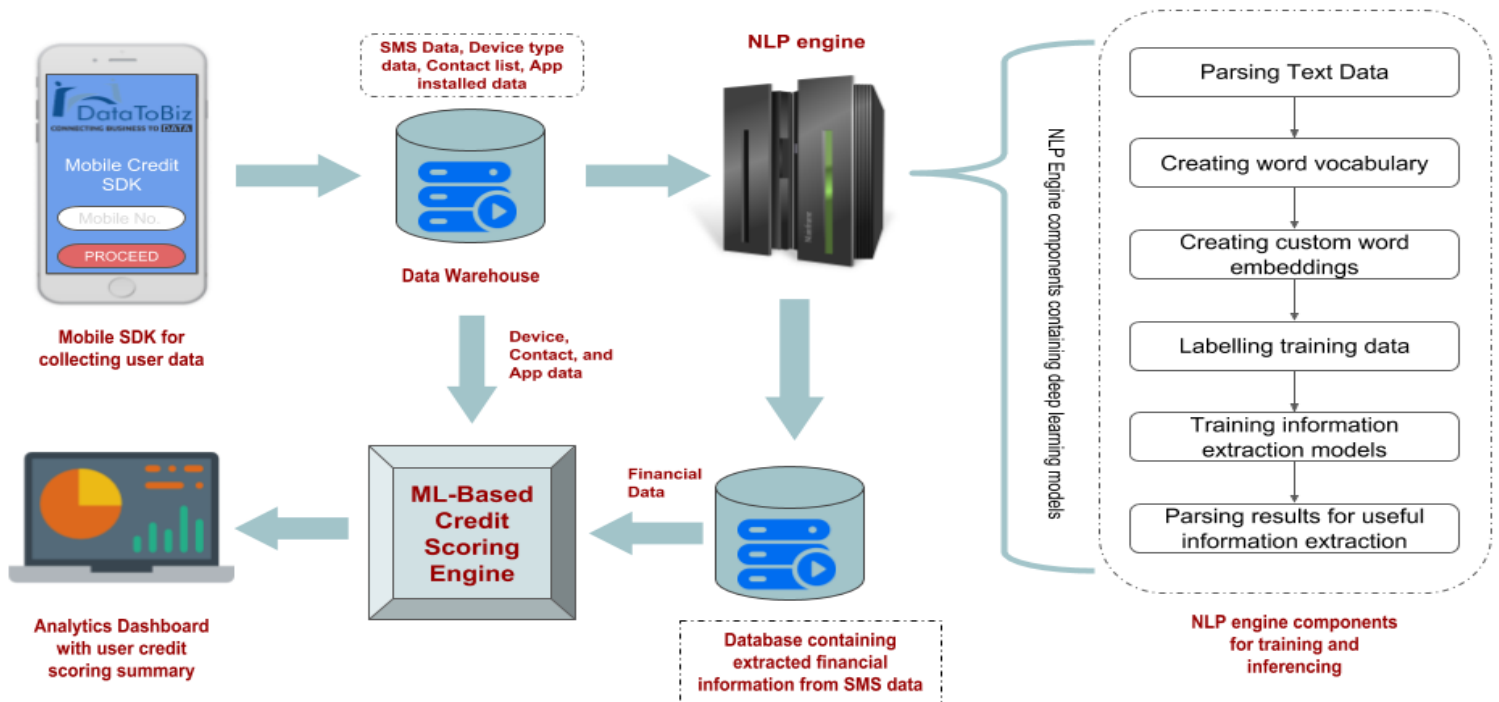 DataToBiz
CONNECTING BUSINESS TO DATA
Mobile Credit
SDK
Mobile No.
PROCEED
Mobile SDK for
collecting user data
SMS Data, Device type
data, Contact list, App
installed data
Data Warehouse
NLP engine
Device,
Contact, and
App data
Analytics Dashboard
with user credit
scoring summary
ML-Based
Credit
Scoring
Engine
Financial
Data
Database containing
extracted financial
information from SMS data
NLP Engine components containing deep learning models
Parsing Text Data
Creating word vocabulary
Creating custom word
embeddings
Labelling training data
Training information
extraction models
Parsing results for useful
information extraction
NLP engine components
for training and
inferencing